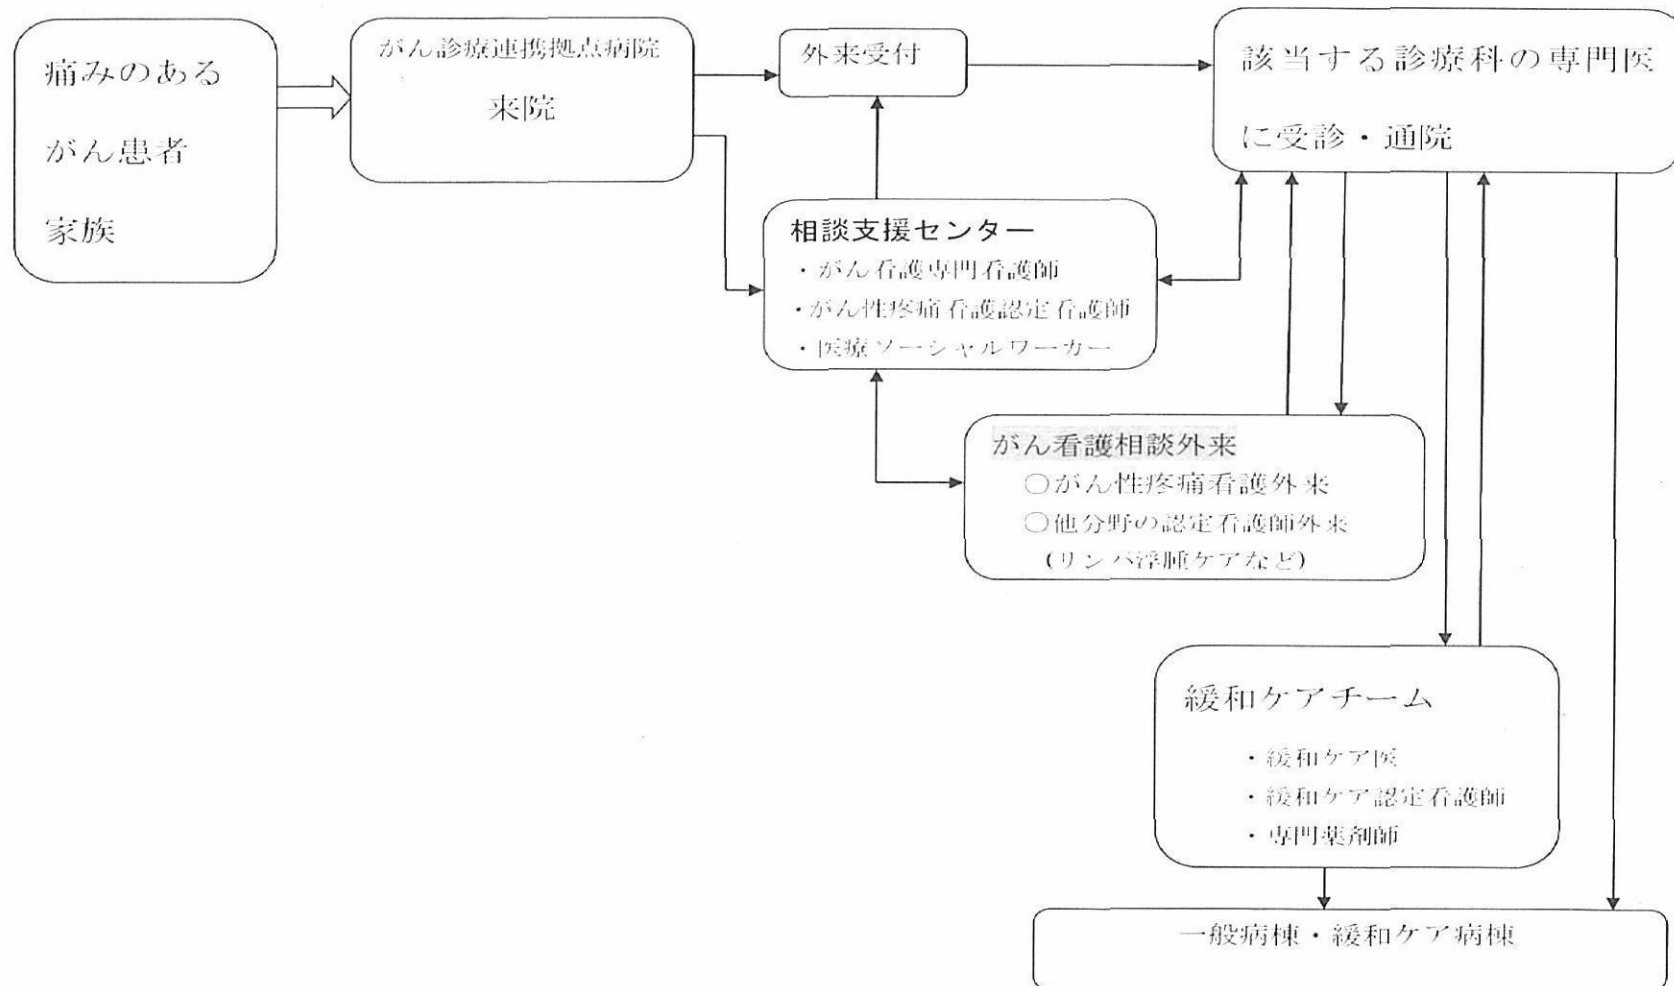 痛みのある
がん患者
家族
がん診療連携拠点病院
来院
外来受付
該当する診療科の専門医
に受診・通院
相談支援センター
・がん看護専門看護師
・がん性疼痛看護認定看護師
・医療ソーシャルワーカー
がん看護相談外来
○がん性疼痛看護外来
○他分野の認定看護師外来
(リンパ浮腫ケアなど)
緩和ケアチーム
・緩和ケア医
・緩和ケア認定看護師
・専門薬剤師
一般病棟・緩和ケア病棟